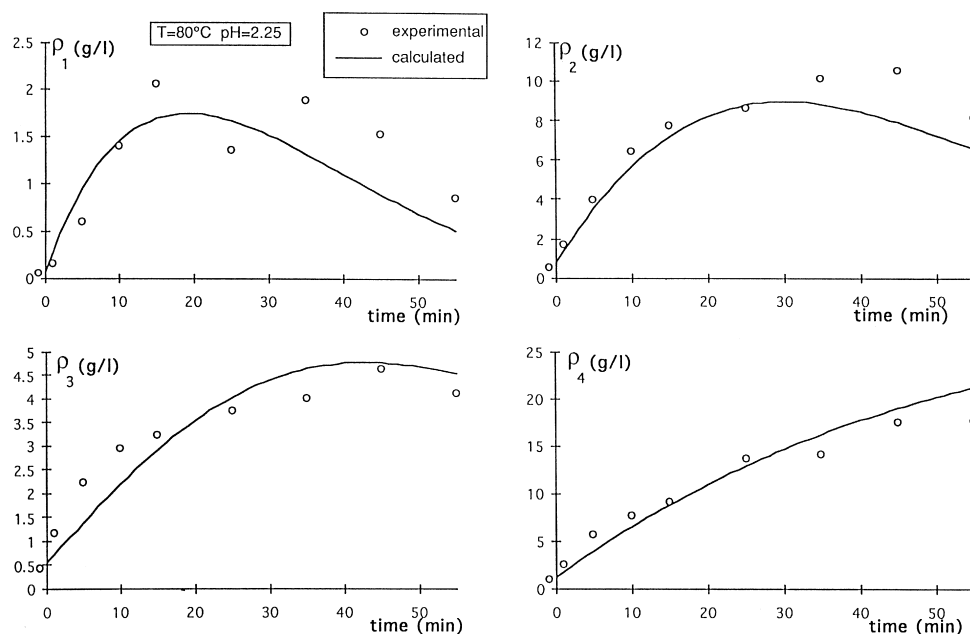 T=80°C pH=2.25
experimental
calculated
ρ1 (g/l)
2.5
2
1.5
1
0.5
0
0 10 20 30 40 50
time (min)
ρ2 (g/l)
12
10
8
6
4
2
0
0 10 20 30 40 50
time (min)
ρ3 (g/l)
5
4.5
4
3.5
3
2.5
2
1.5
1
0.5
0
0 10 20 30 40 50
time (min)
ρ4 (g/l)
25
20
15
10
5
0
0 10 20 30 40 50
time (min)